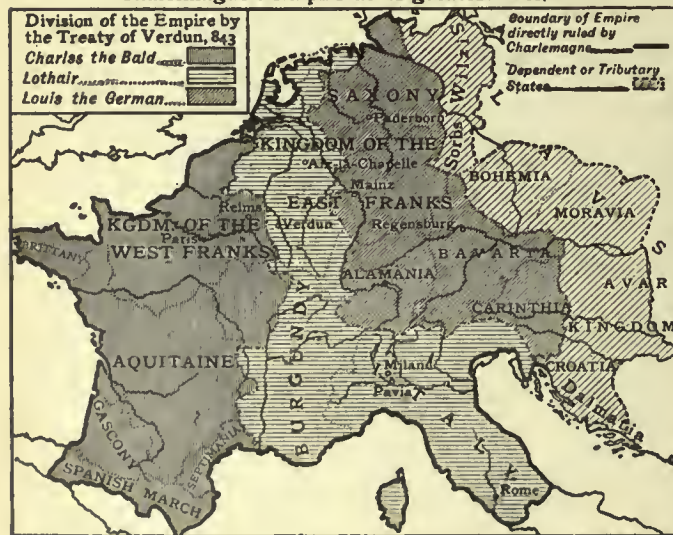 Division of the Empire by
the Treaty of Verdun, 843
Charlss the Bald
Lothair
Louis the German
Boundary of Empire
directly ruled by
Charlemagne
Dependent or Tributary
States
SAXONY
Paderborn
Wilzis
Sorbs
SLAVS
KINGDOM OF THE
EAST FRANKS
Aix-la-Chapelle
Mainz
BOHEMIA
MORAVIA
KGDM OF THE
WEST FRANKS
Reims
Verdun
Paris
Regensburg
BRITTANY
ALAMANIA
BAVARIA
AVAR
KINGDOM
CARINTHIA
CROATIA
Dalmatia
AQUITAINE
BURGUNDY
Milan
Pavia
ITALY
GASCONY
SEPTIMANIA
SPANISH MARCH
Rome